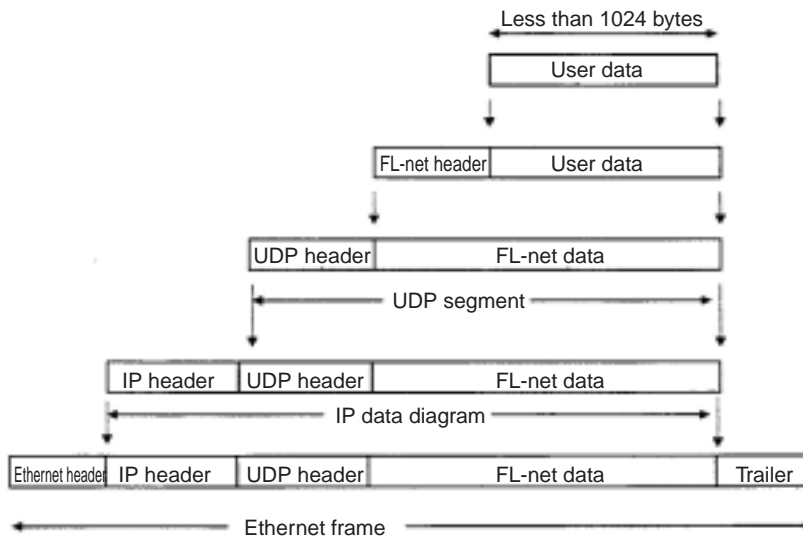 Less than 1024 bytes
User data
FL-net header User data
UDP header FL-net data
UDP segment
IP header UDP header FL-net data
IP data diagram
Ethernet header IP header UDP header FL-net data Trailer
Ethernet frame